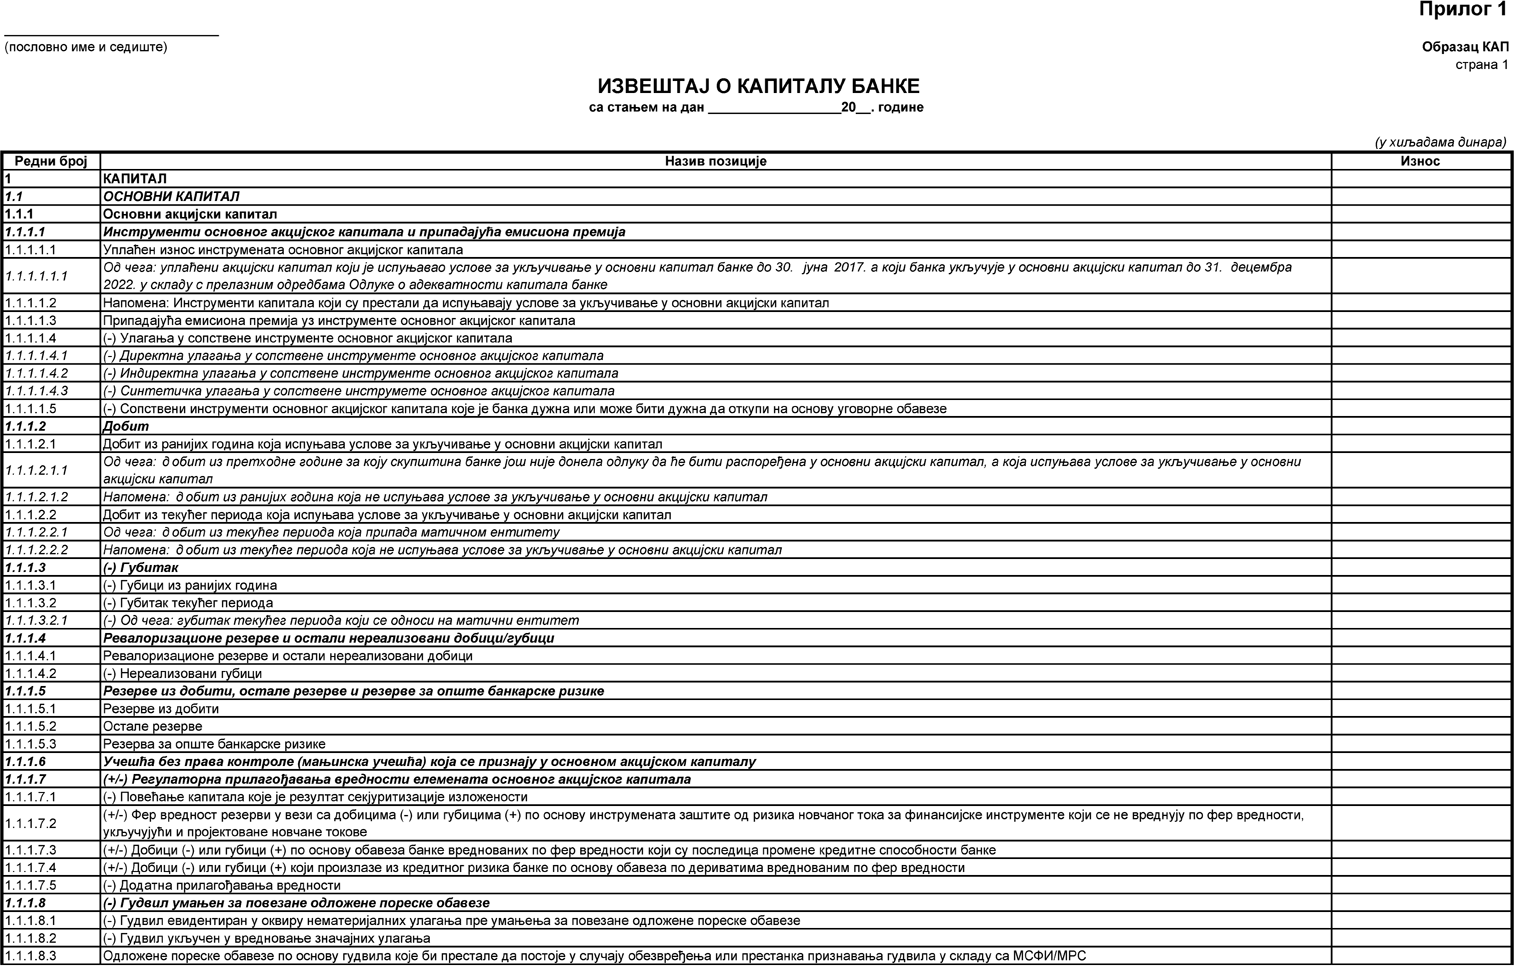 Прилог 1
(пословно име и седиште)
Образац КАП
страна 1
ИЗВЕШТАЈ О КАПИТАЛУ БАНКЕ
са стањем на дан __________________20__. године
(у хиљадама динара)
Редни број Назив позиције Износ
1 КАПИТАЛ
1.1 ОСНОВНИ КАПИТАЛ
1.1.1 Основни акцијски капитал
1.1.1.1 Инструменти основног акцијског капитала и припадајућа емисиона премија
1.1.1.1.1 Уплаћен износ инструмената основног акцијског капитала
1.1.1.1.1.1 Од чега: уплаћени акцијски капитал који је испуњавао услове за укључивање у основни капитал банке до 30. јуна 2017. а који банка укључује у основни акцијски капитал до 31. децембра
2022. у складу с прелазним одредбама Одлуке о адекватности капитала банке
1.1.1.1.2 Напомена: Инструменти капитала који су престали да испуњавају услове за укључивање у основни акцијски капитал
1.1.1.1.3 Припадајућа емисиона премија уз инструменте основног акцијског капитала
1.1.1.1.4 (-) Улагања у сопствене инструменте основног акцијског капитала
1.1.1.1.4.1 (-) Директна улагања у сопствене инструменте основног акцијског капитала
1.1.1.1.4.2 (-) Индиректна улагања у сопствене инструменте основног акцијског капитала
1.1.1.1.4.3 (-) Синтетичка улагања у сопствене инструмете основног акцијског капитала
1.1.1.1.5 (-) Сопствени инструменти основног акцијског капитала које је банка дужна или може бити дужна да откупи на основу уговорне обавезе
1.1.1.2 Добит
1.1.1.2.1 Добит из ранијих година која испуњава услове за укључивање у основни акцијски капитал
1.1.1.2.1.1 Од чега: добит из претходне године за коју скупштина банке још није донела одлуку да ће бити распоређена у основни акцијски капитал, а која испуњава услове за укључивање у основни
акцијски капитал
1.1.1.2.1.2 Напомена: добит из ранијих година која не испуњава услове за укључивање у основни акцијски капитал
1.1.1.2.2 Добит из текућег периода која испуњава услове за укључивање у основни акцијски капитал
1.1.1.2.2.1 Од чега: добит из текућег периода која припада матичном ентитету
1.1.1.2.2.2 Напомена: добит из текућег периода која не испуњава услове за укључивање у основни акцијски капитал
1.1.1.3 (-) Губитак
1.1.1.3.1 (-) Губици из ранијих година
1.1.1.3.2 (-) Губитак текућег периода
1.1.1.3.2.1 (-) Од чега: губитак текућег периода који се односи на матични ентитет
1.1.1.4 Ревалоризационе резерве и остали нереализовани добици/губици
1.1.1.4.1 Ревалоризационе резерве и остали нереализовани добици
1.1.1.4.2 (-) Нереализовани губици
1.1.1.5 Резерве из добити, остале резерве и резерве за опште банкарске ризике
1.1.1.5.1 Резерве из добити
1.1.1.5.2 Остале резерве
1.1.1.5.3 Резерва за опште банкарске ризике
1.1.1.6 Учешћа без права контроле (мањинска учешћа) која се признају у основном акцијском капиталу
1.1.1.7 (+/-) Регулаторна прилагођавања вредности елемената основног акцијског капитала
1.1.1.7.1 (-) Повећање капитала које је резултат секјуритизације изложености
1.1.1.7.2 (+/-) Фер вредност резерви у вези са добицима (-) или губицима (+) по основу инструмената заштите од ризика новчаног тока за финансијске инструменте који се не вреднују по фер вредности,
укључујући и пројектоване новчане токове
1.1.1.7.3 (+/-) Добици (-) или губици (+) по основу обавеза банке вреднованих по фер вредности који су последица промене кредитне способности банке
1.1.1.7.4 (+/-) Добици (-) или губици (+) који произлазе из кредитног ризика банке по основу обавеза по дериватима вреднованим по фер вредности
1.1.1.7.5 (-) Додатна прилагођавања вредности
1.1.1.8 (-) Гудвил умањен за повезане одложене пореске обавезе
1.1.1.8.1 (-) Гудвил евидентиран у оквиру нематеријалних улагања пре умањења за повезане одложене пореске обавезе
1.1.1.8.2 (-) Гудвил укључен у вредновање значајних улагања
1.1.1.8.3 Одложене пореске обавезе по основу гудвила које би престале да постоје у случају обезвређења или престанка признавања гудвила у складу са МСФИ/МРС